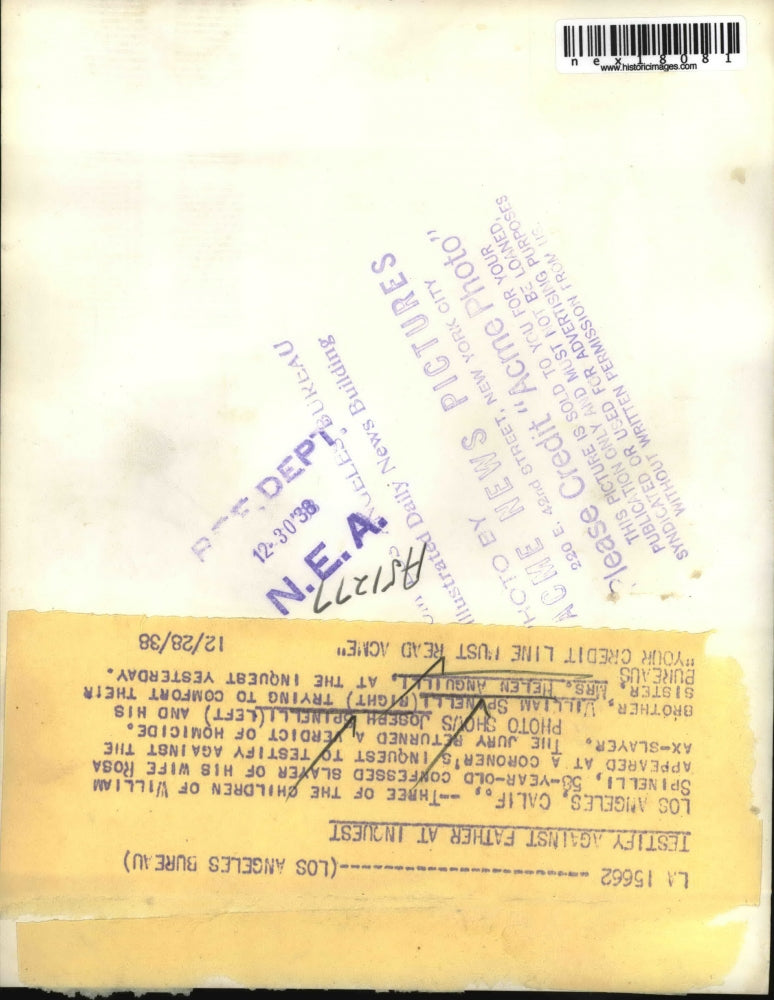 nex18081
www.historicimages.com
REF. DEPT.
12-30'38
N.E.A.
BUREAU
Illustrated Daily News Building
PHOTO BY
ACME NEWS PICTURES
220 E. 42nd STREET, NEW YORK CITY
Please Credit "Acme Photo"
THIS PICTURE IS SOLD TO YOU FOR YOUR
PUBLICATION ONLY AND MUST NOT BE LOANED,
SYNDICATED OR USED FOR ADVERTISING PURPOSES
WITHOUT WRITTEN PERMISSION FROM US.
LA 15662 ----------------------(LOS ANGELES BUREAU)
TESTIFY AGAINST FATHER AT INQUEST
LOS ANGELES, CALIF., --THREE OF THE CHILDREN OF WILLIAM
SPINELLI, 58-YEAR-OLD CONFESSED SLAYER OF HIS WIFE ROSA
APPEARED AT A CORONER'S INQUEST TO TESTIFY AGAINST THE
AX-SLAYER. THE JURY RETURNED A VERDICT OF HOMICIDE.
PHOTO SHOWS JOSEPH SPINELLI (LEFT) AND HIS
BROTHER, WILLIAM SPINELLI (RIGHT) TRYING TO COMFORT THEIR
SISTER, MRS. HELEN ANGUILLI, AT THE INQUEST YESTERDAY.
BUREAUS
"YOUR CREDIT LINE MUST READ ACME" 12/28/38